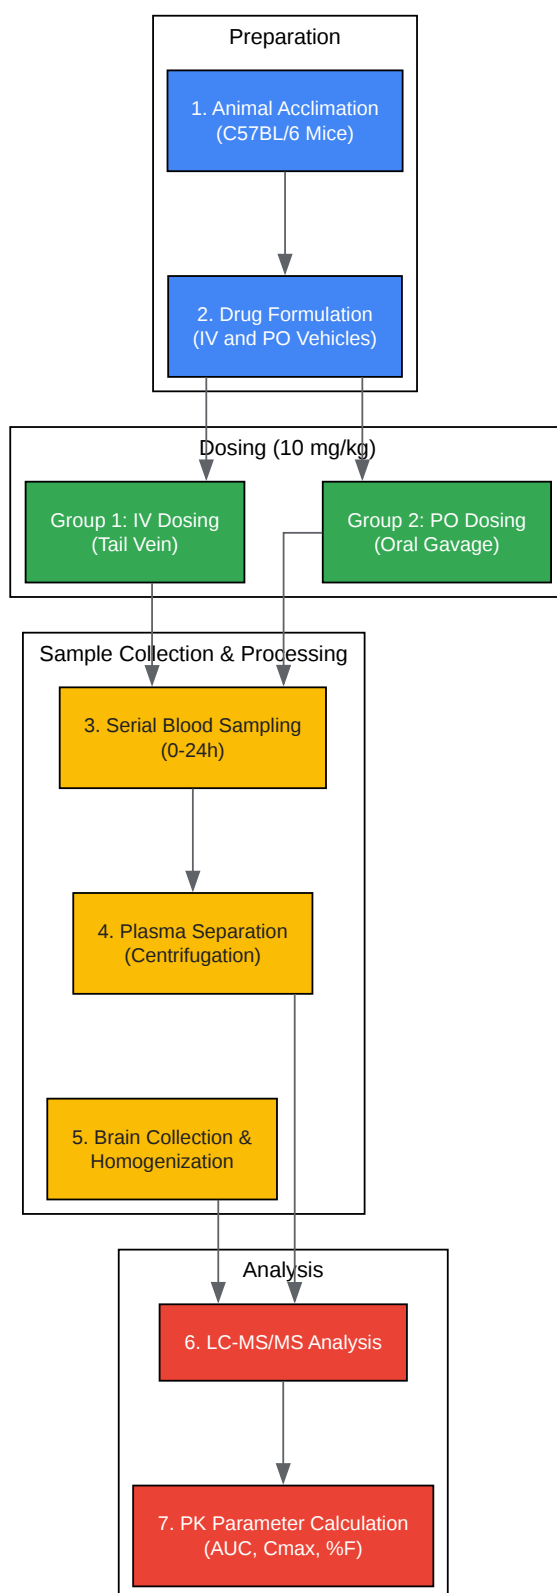 Preparation
1. Animal Acclimation
(C57BL/6 Mice)
2. Drug Formulation
(IV and PO Vehicles)
Dosing (10 mg/kg)
Group 1: IV Dosing
(Tail Vein)
Group 2: PO Dosing
(Oral Gavage)
Sample Collection & Processing
3. Serial Blood Sampling
(0-24h)
4. Plasma Separation
(Centrifugation)
5. Brain Collection &
Homogenization
Analysis
6. LC-MS/MS Analysis
7. PK Parameter Calculation
(AUC, Cmax, %F)